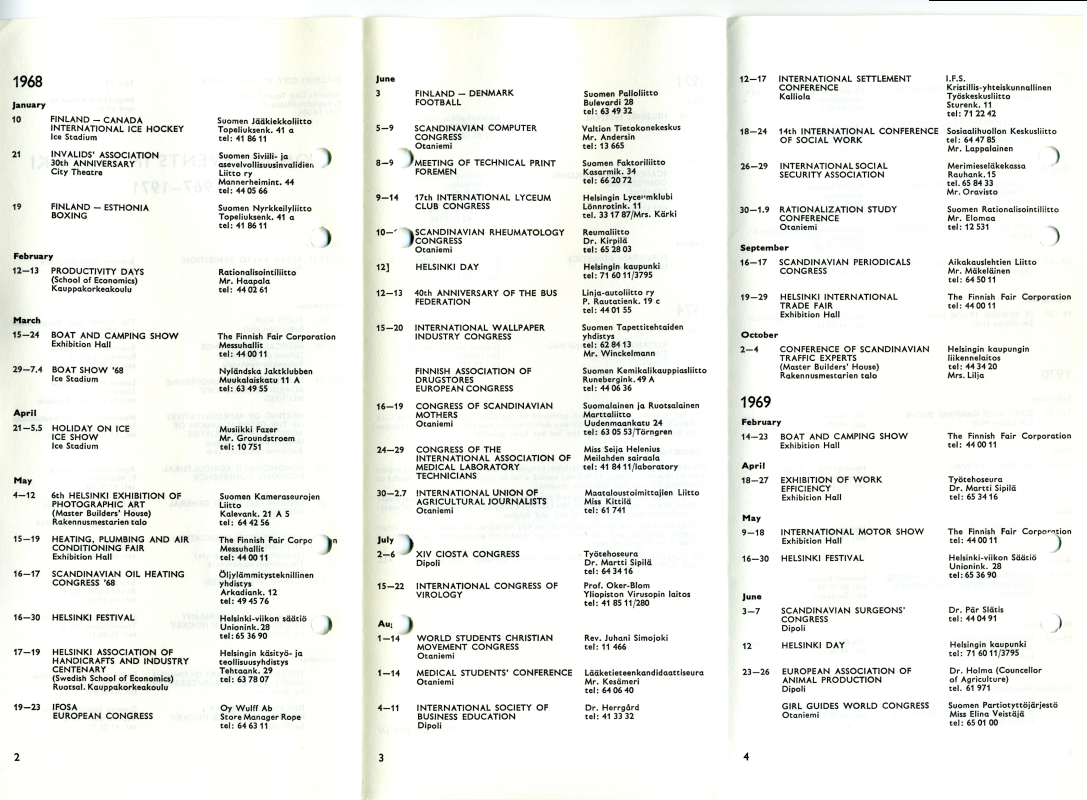 1968
January
10 FINLAND — CANADA Suomen Jääkiekkoliitto
INTERNATIONAL ICE HOCKEY Topeliuksenk. 41 a
Ice Stadium tel: 41 86 11
21 INVALIDS' ASSOCIATION Suomen Siviili- ja
30th ANNIVERSARY asevelvollisuusinvalidien
City Theatre Liitto ry
Mannerheimint. 44
tel: 44 05 66
19 FINLAND — ESTHONIA Suomen Nyrkkeilyliitto
BOXING Topeliuksenk. 41 a
tel: 41 86 11
February
12—13 PRODUCTIVITY DAYS Rationalisointiliitto
(School of Economics) Mr. Haapala
Kauppakorkeakoulu tel: 44 02 61
March
15—24 BOAT AND CAMPING SHOW The Finnish Fair Corporation
Exhibition Hall Messuhallit
tel: 44 00 11
29—7.4 BOAT SHOW '68 Nyländska Jaktklubben
Ice Stadium Muukalaiskatu 11 A
tel: 63 49 55
April
21—5.5 HOLIDAY ON ICE Musiikki Fazer
ICE SHOW Mr. Groundstroem
Ice Stadium tel: 10 751
May
4—12 6th HELSINKI EXHIBITION OF Suomen Kameraseurojen
PHOTOGRAPHIC ART Liitto
(Master Builders' House) Kalevank. 21 A 5
Rakennusmestarien talo tel: 64 42 56
15—19 HEATING, PLUMBING AND AIR The Finnish Fair Corpo n
CONDITIONING FAIR Messuhallit
Exhibition Hall tel: 44 00 11
16—17 SCANDINAVIAN OIL HEATING Öljylämmitysteknillinen
CONGRESS '68 yhdistys
Arkadiank. 12
tel: 49 45 76
16—30 HELSINKI FESTIVAL Helsinki-viikon säätiö
Unionink. 28
tel: 65 36 90
17—19 HELSINKI ASSOCIATION OF Helsingin käsityö- ja
HANDICRAFTS AND INDUSTRY teollisuusyhdistys
CENTENARY Tehtaank. 29
(Swedish School of Economics) tel: 63 78 07
Ruotsal. Kauppakorkeakoulu
19—23 IFOSA Oy Wulff Ab
EUROPEAN CONGRESS Store Manager Rope
tel: 64 63 11
2
June
3 FINLAND — DENMARK Suomen Palloliitto
FOOTBALL Bulevardi 28
tel: 63 49 32
5—9 SCANDINAVIAN COMPUTER Valtion Tietokonekeskus
CONGRESS Mr. Andersin
Otaniemi tel: 13 665
8—9 MEETING OF TECHNICAL PRINT Suomen Faktoriliitto
FOREMEN Kasarmik. 34
tel: 66 20 72
9—14 17th INTERNATIONAL LYCEUM Helsingin Lyceumklubi
CLUB CONGRESS Lönnrotink. 11
tel. 33 17 87/Mrs. Kärki
10— SCANDINAVIAN RHEUMATOLOGY Reumaliitto
CONGRESS Dr. Kirpilä
Otaniemi tel: 65 28 03
12] HELSINKI DAY Helsingin kaupunki
tel: 71 60 11/3795
12—13 40th ANNIVERSARY OF THE BUS Linja-autoliitto ry
FEDERATION P. Rautatienk. 19 c
tel: 44 01 55
15—20 INTERNATIONAL WALLPAPER Suomen Tapettitehtaiden
INDUSTRY CONGRESS yhdistys
tel: 62 84 13
Mr. Winckelmann
FINNISH ASSOCIATION OF Suomen Kemikalikauppiasliitto
DRUGSTORES Runebergink. 49 A
EUROPEAN CONGRESS tel: 44 06 36
16—19 CONGRESS OF SCANDINAVIAN Suomalainen ja Ruotsalainen
MOTHERS Marttaliitto
Otaniemi Uudenmaankatu 24
tel: 63 05 53/Törngren
24—29 CONGRESS OF THE Miss Seija Helenius
INTERNATIONAL ASSOCIATION OF Meilahden sairaala
MEDICAL LABORATORY tel: 41 84 11/laboratory
TECHNICIANS
30—2.7 INTERNATIONAL UNION OF Maataloustoimittajien Liitto
AGRICULTURAL JOURNALISTS Miss Kittilä
Otaniemi tel: 61 741
July
2—6 XIV CIOSTA CONGRESS Työtehoseura
Dipoli Dr. Martti Sipilä
tel: 64 34 16
15—22 INTERNATIONAL CONGRESS OF Prof. Oker-Blom
VIROLOGY Yliopiston Virusopin laitos
tel: 41 85 11/280
Au
1—14 WORLD STUDENTS CHRISTIAN Rev. Juhani Simojoki
MOVEMENT CONGRESS tel: 11 466
Otaniemi
1—14 MEDICAL STUDENTS' CONFERENCE Lääketieteenkandidaattiseura
Otaniemi Mr. Kesämeri
tel: 64 06 40
4—11 INTERNATIONAL SOCIETY OF Dr. Herrgård
BUSINESS EDUCATION tel: 41 33 32
Dipoli
3
12—17 INTERNATIONAL SETTLEMENT I.F.S.
CONFERENCE Kristillis-yhteiskunnallinen
Kalliola Työskeskusliitto
Sturenk. 11
tel: 71 22 42
18—24 14th INTERNATIONAL CONFERENCE Sosiaalihuollon Keskusliitto
OF SOCIAL WORK tel: 64 47 85
Mr. Lappalainen
26—29 INTERNATIONAL SOCIAL Merimieseläkekassa
SECURITY ASSOCIATION Rauhank. 15
tel. 65 84 33
Mr. Oravisto
30—1.9 RATIONALIZATION STUDY Suomen Rationalisointiliitto
CONFERENCE Mr. Elomaa
Otaniemi tel: 12 531
September
16—17 SCANDINAVIAN PERIODICALS Aikakauslehtien Liitto
CONGRESS Mr. Mäkeläinen
tel: 64 50 11
19—29 HELSINKI INTERNATIONAL The Finnish Fair Corporation
TRADE FAIR tel: 44 00 11
Exhibition Hall
October
2—4 CONFERENCE OF SCANDINAVIAN Helsingin kaupungin
TRAFFIC EXPERTS liikennelaitos
(Master Builders' House) tel: 44 34 20
Rakennusmestarien talo Mrs. Lilja
1969
February
14—23 BOAT AND CAMPING SHOW The Finnish Fair Corporation
Exhibition Hall tel: 44 00 11
April
18—27 EXHIBITION OF WORK Työtehoseura
EFFICIENCY Dr. Martti Sipilä
Exhibition Hall tel: 65 34 16
May
9—18 INTERNATIONAL MOTOR SHOW The Finnish Fair Corporation
Exhibition Hall tel: 44 00 11
16—30 HELSINKI FESTIVAL Helsinki-viikon Säätiö
Unionink. 28
tel: 65 36 90
June
3—7 SCANDINAVIAN SURGEONS' Dr. Pär Slätis
CONGRESS tel: 44 04 91
Dipoli
12 HELSINKI DAY Helsingin kaupunki
tel: 71 60 11/3795
23—26 EUROPEAN ASSOCIATION OF Dr. Holma (Councellor
ANIMAL PRODUCTION of Agriculture)
Dipoli tel. 61 971
GIRL GUIDES WORLD CONGRESS Suomen Partiotyttöjärjestö
Otaniemi Miss Elina Veistäjä
tel: 65 01 00
4